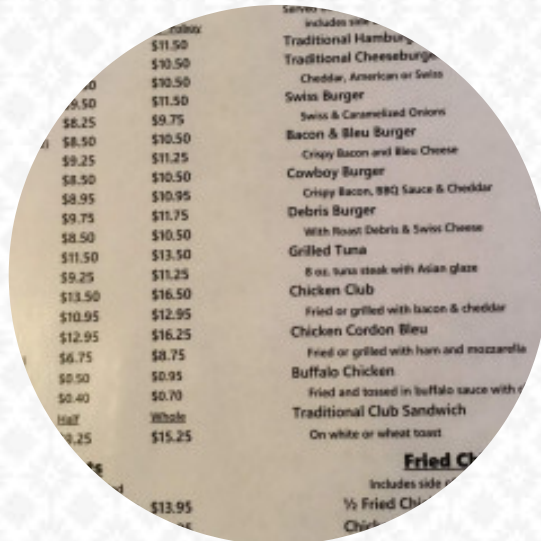 $11.50
$10.50
$10.50
$11.50
$8.25 $9.75
$8.50 $10.50
$9.25 $11.25
$8.50 $10.50
$8.95 $10.95
$9.75 $11.75
$8.50 $10.50
$11.50 $13.50
$9.25 $11.25
$13.50 $16.50
$10.95 $12.95
$12.95 $16.25
$6.75 $8.75
$0.50 $0.95
$0.40 $0.70
Half Whole
$15.25
$13.95
includes
Traditional
Traditional
Cheddar, American or Swiss
Swiss Burger
Swiss & Caramelized Onions
Bacon & Bleu Burger
Crispy Bacon and Bleu Cheese
Cowboy Burger
Crispy Bacon, BBQ Sauce & Cheddar
Debris Burger
With Roast Debris & Swiss Cheese
Grilled Tuna
8 oz. tuna steak with Asian glaze
Chicken Club
Fried or grilled with bacon & cheddar
Chicken Cordon Bleu
Fried or grilled with ham and mozzarella
Buffalo Chicken
Fried and tossed in buffalo sauce with
Traditional Club Sandwich
On white or wheat toast
Fried
Includes side
½ Fried